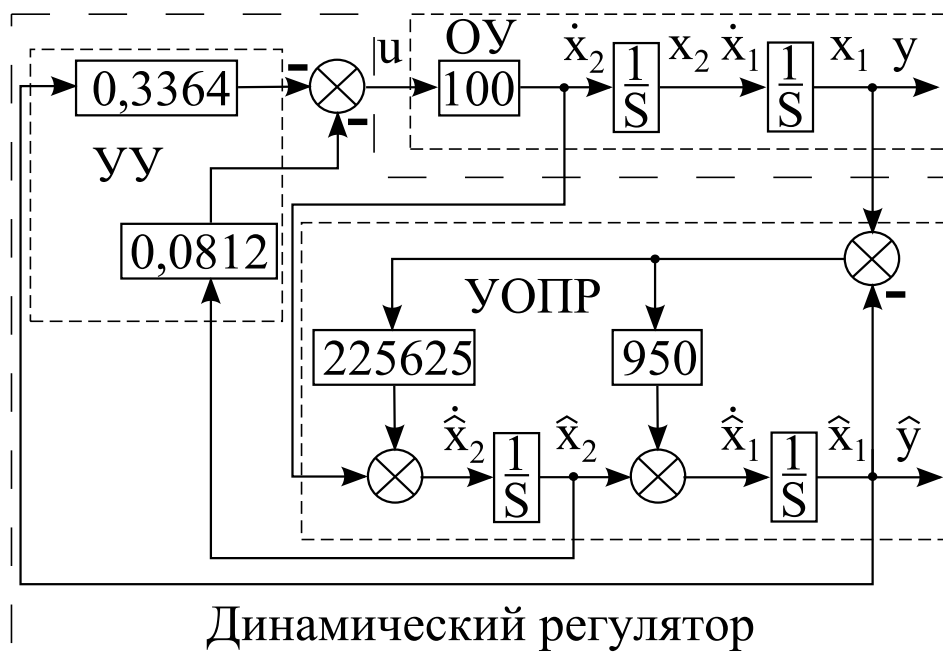 ОУ
u
100
ẋ₂
1/S
x₂
ẋ₁
1/S
x₁
y
0,3364
-
-
УУ
0,0812
-
УОПР
225625
950
x̂̇₂
1/S
x̂₂
x̂̇₁
1/S
x̂₁
ŷ
Динамический регулятор